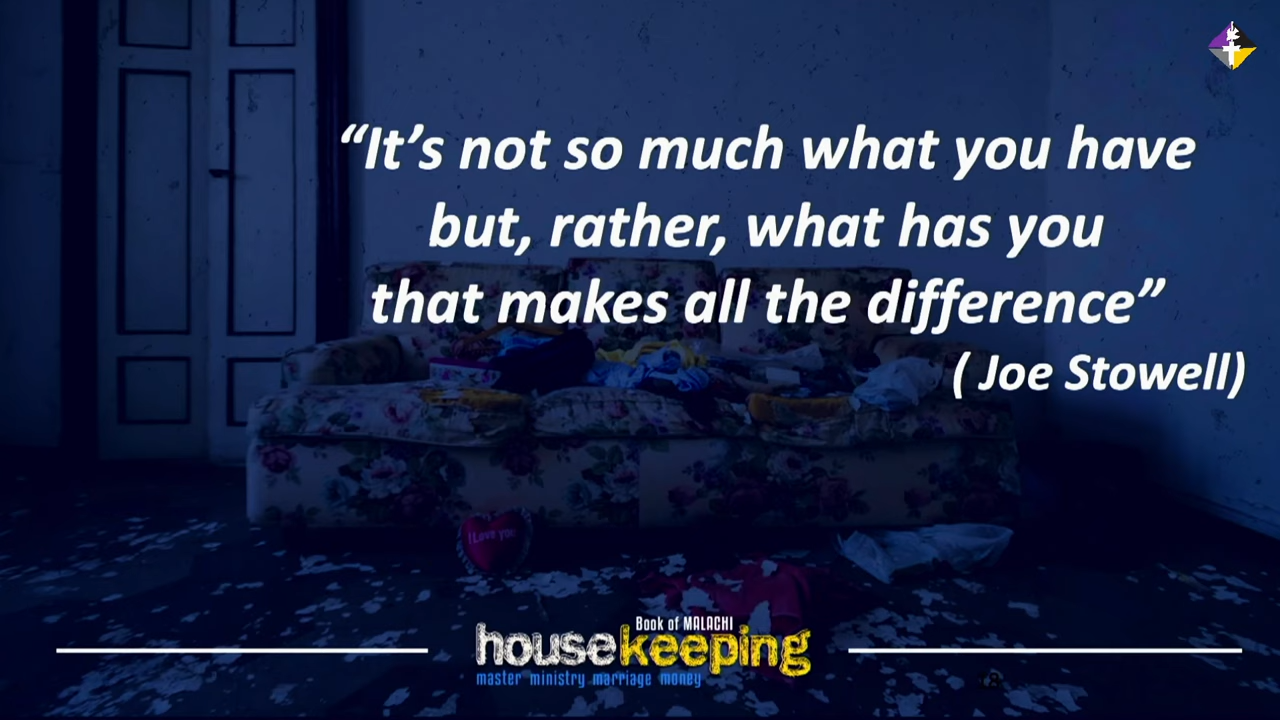 “It’s not so much what you have
but, rather, what has you
that makes all the difference”
( Joe Stowell)
I Love you
Book of MALACHI
housekeeping
master ministry marriage money